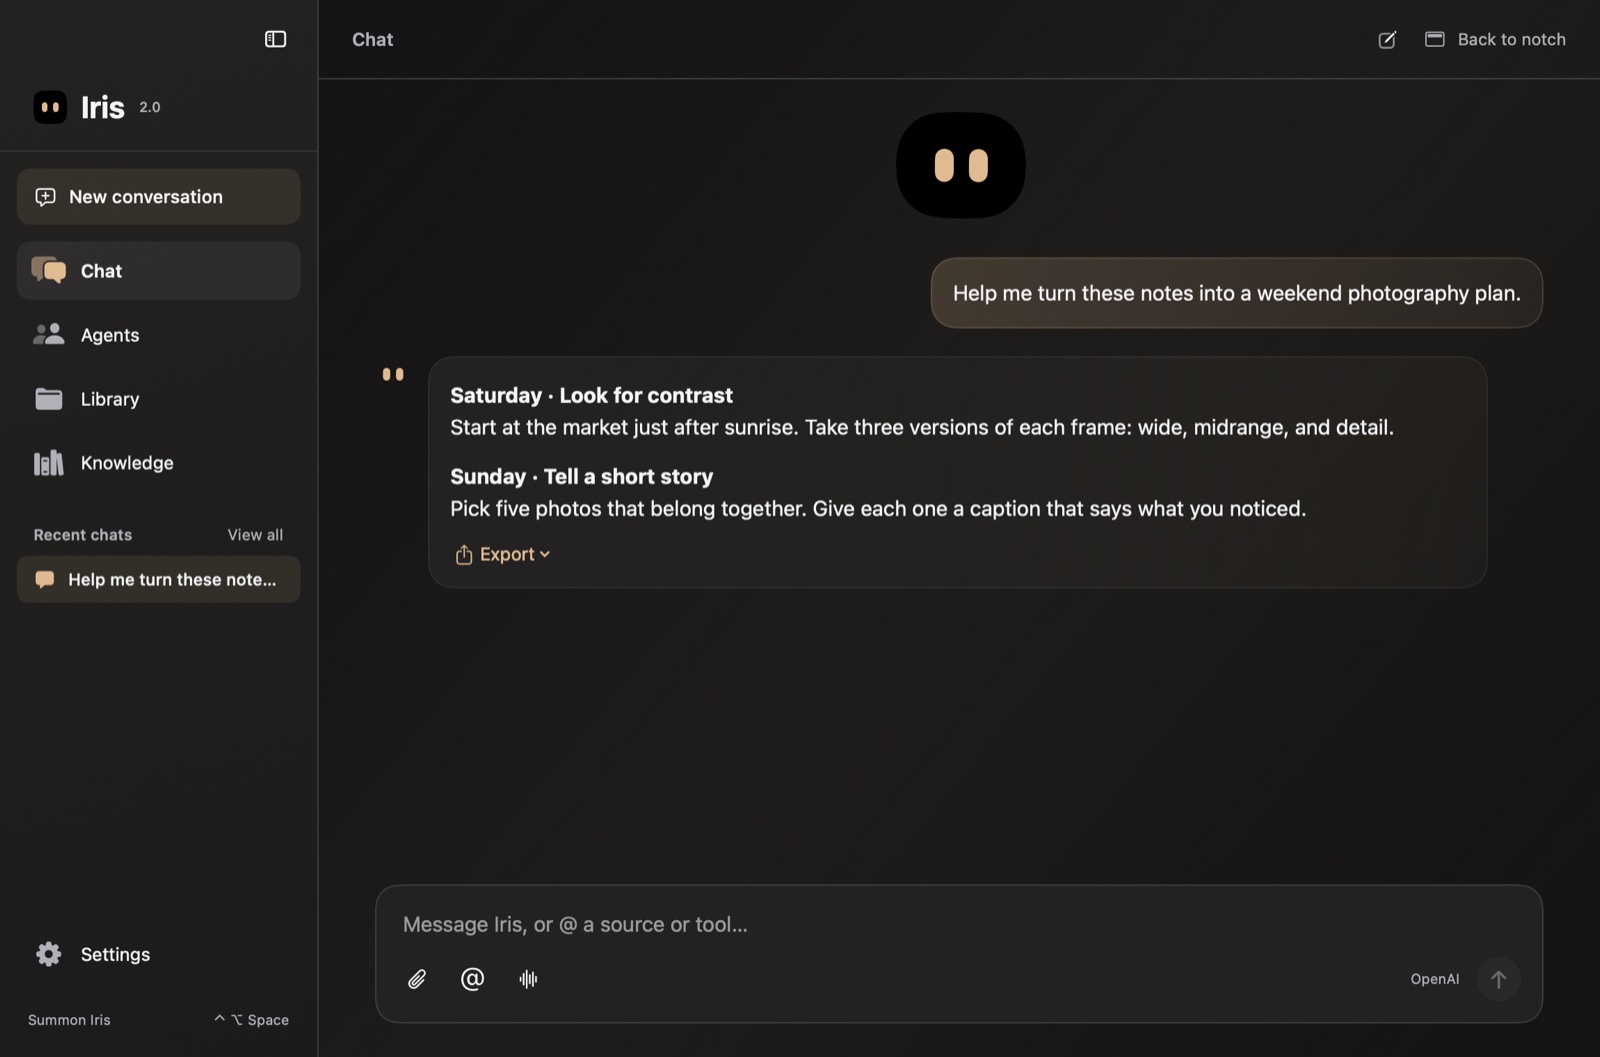 Chat
Back to notch
Iris 2.0
New conversation
Chat
Agents
Library
Knowledge
Recent chats View all
Help me turn these note...
Settings
Summon Iris ^ ⌥ Space
Help me turn these notes into a weekend photography plan.
Saturday · Look for contrast
Start at the market just after sunrise. Take three versions of each frame: wide, midrange, and detail.
Sunday · Tell a short story
Pick five photos that belong together. Give each one a caption that says what you noticed.
Export
Message Iris, or @ a source or tool...
@
OpenAI